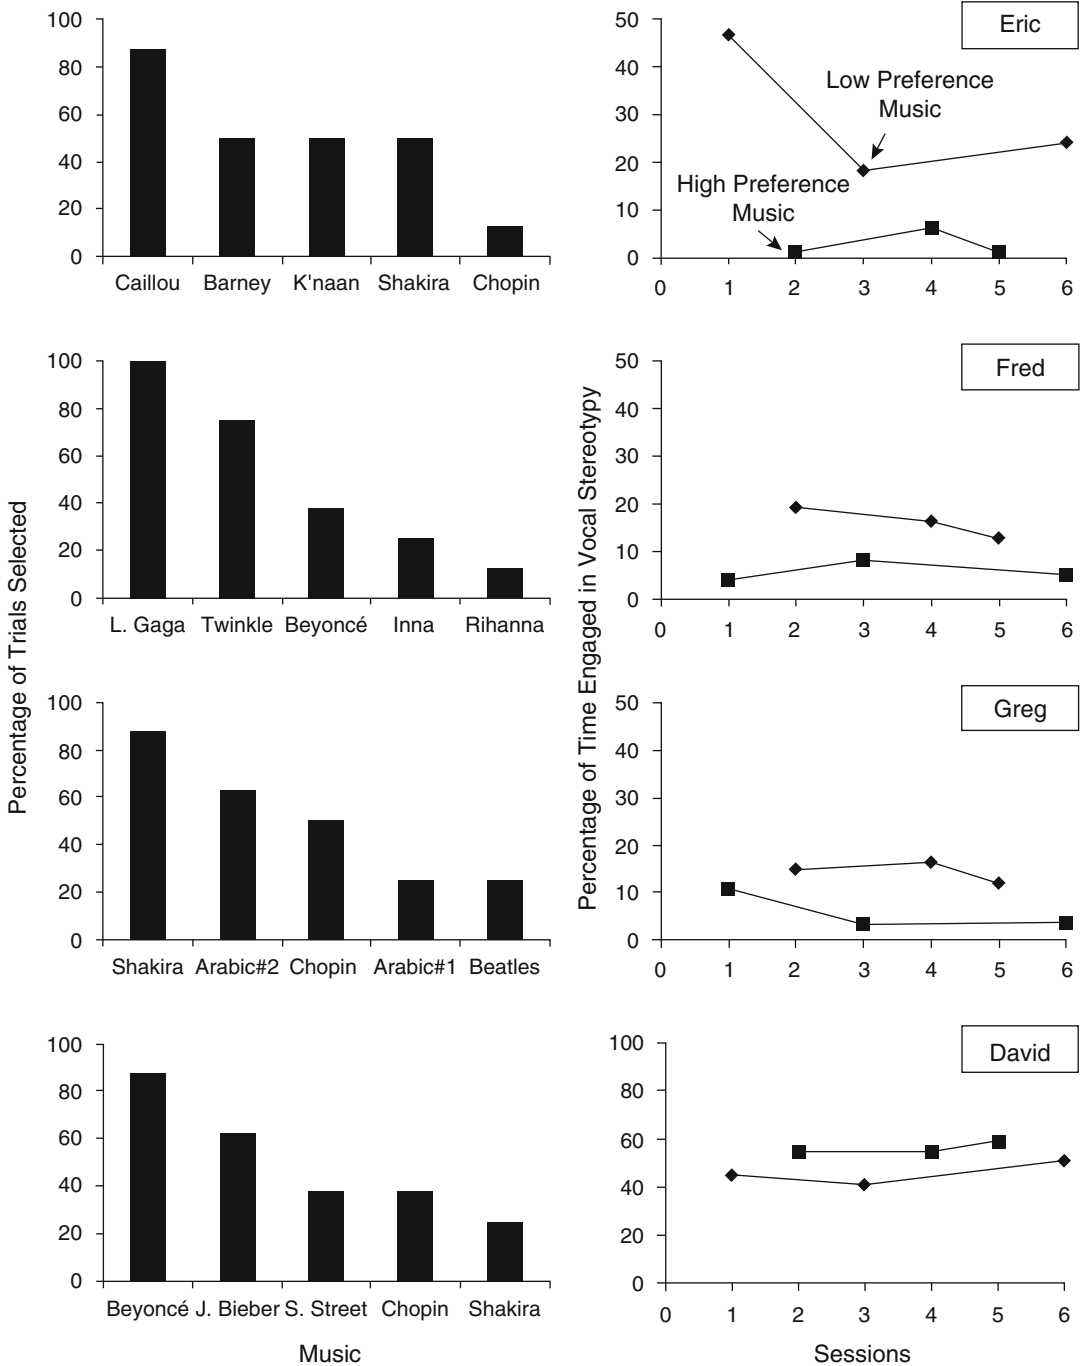 Percentage of Trials Selected
100
80
60
40
20
0
Caillou Barney K'naan Shakira Chopin
Percentage of Time Engaged in Vocal Stereotypy
50
40
30
20
10
0
0 1 2 3 4 5 6
Eric
Low Preference
Music
High Preference
Music
100
80
60
40
20
0
L. Gaga Twinkle Beyoncé Inna Rihanna
50
40
30
20
10
0
0 1 2 3 4 5 6
Fred
100
80
60
40
20
0
Shakira Arabic#2 Chopin Arabic#1 Beatles
50
40
30
20
10
0
0 1 2 3 4 5 6
Greg
100
80
60
40
20
0
Beyoncé J. Bieber S. Street Chopin Shakira
Music
100
80
60
40
20
0
0 1 2 3 4 5 6
David
Sessions